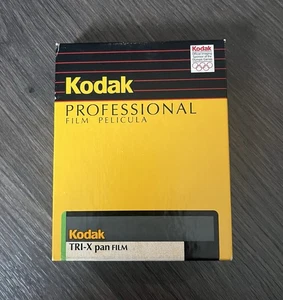 Kodak
Kodak
PROFESSIONAL
FILM PELICULA
Kodak
TRI-X pan FILM